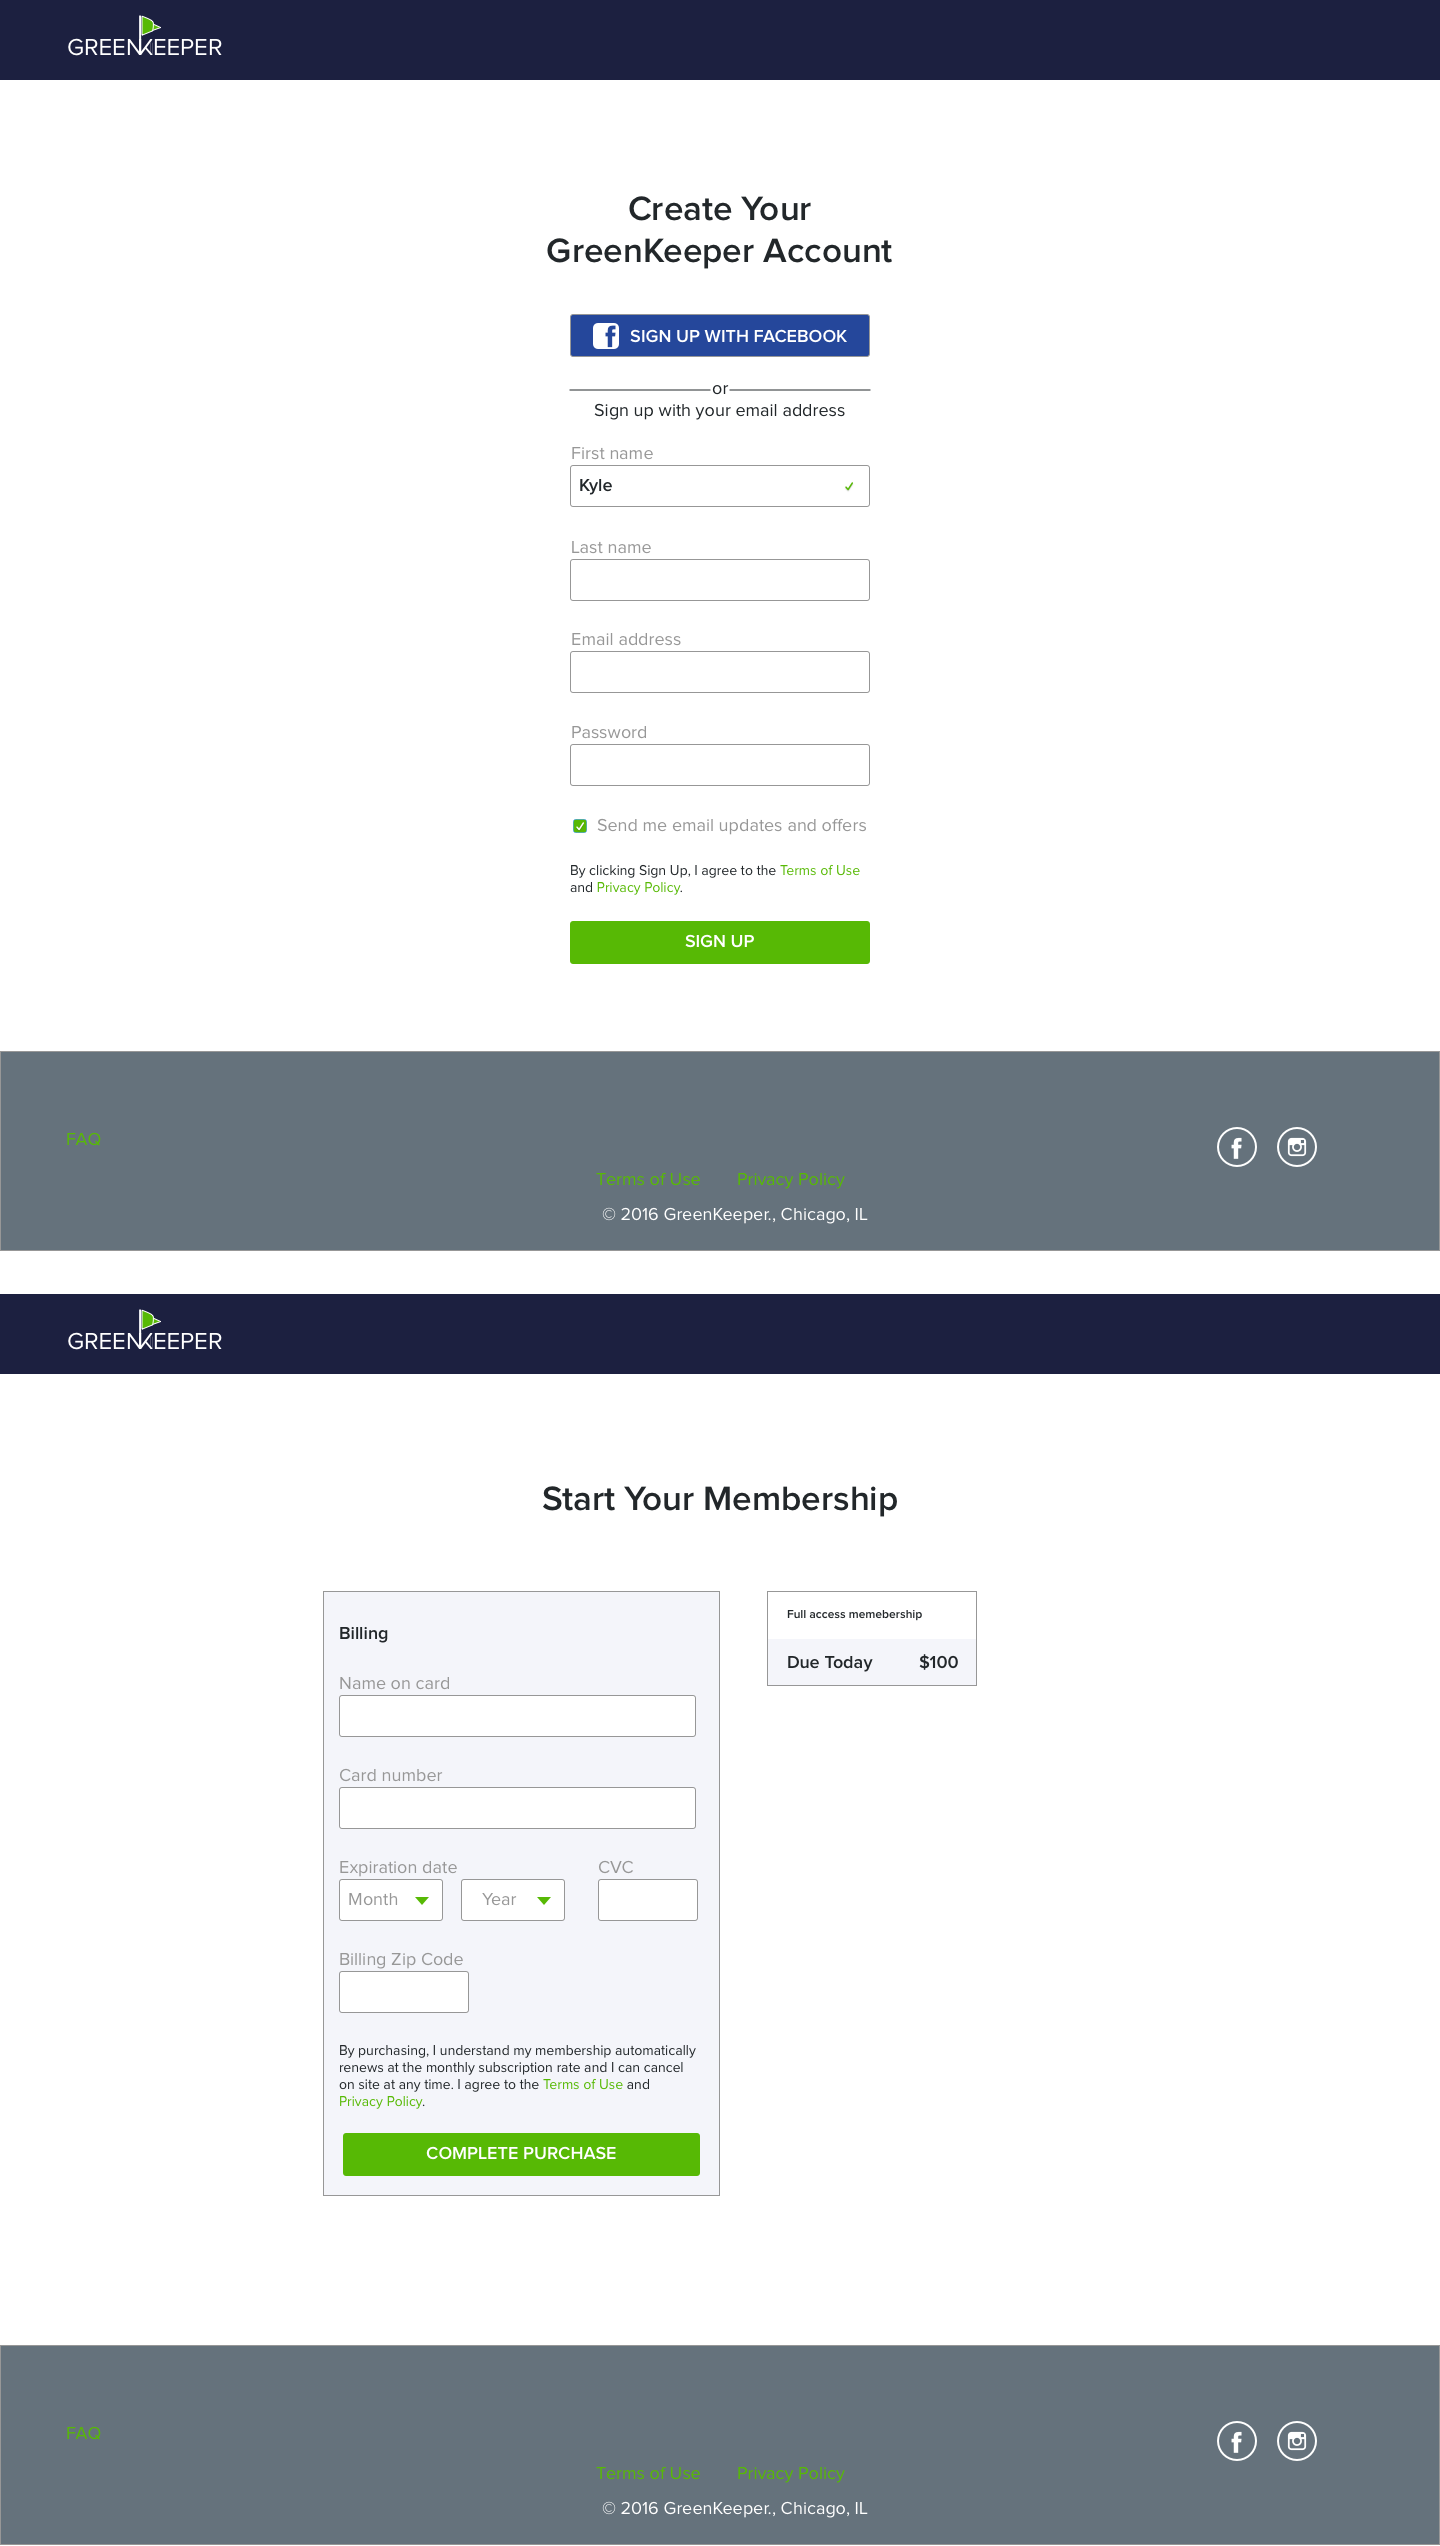 GREENKEEPER
Create Your
GreenKeeper Account
SIGN UP WITH FACEBOOK
or
Sign up with your email address
First name
Kyle
Last name
Email address
Password
Send me email updates and offers
By clicking Sign Up, I agree to the Terms of Use
and Privacy Policy.
SIGN UP
FAQ
Terms of Use Privacy Policy
© 2016 GreenKeeper., Chicago, IL
GREENKEEPER
Start Your Membership
Billing
Name on card
Card number
Expiration date CVC
Month Year
Billing Zip Code
By purchasing, I understand my membership automatically
renews at the monthly subscription rate and I can cancel
on site at any time. I agree to the Terms of Use and
Privacy Policy.
COMPLETE PURCHASE
Full access memebership
Due Today $100
FAQ
Terms of Use Privacy Policy
© 2016 GreenKeeper., Chicago, IL